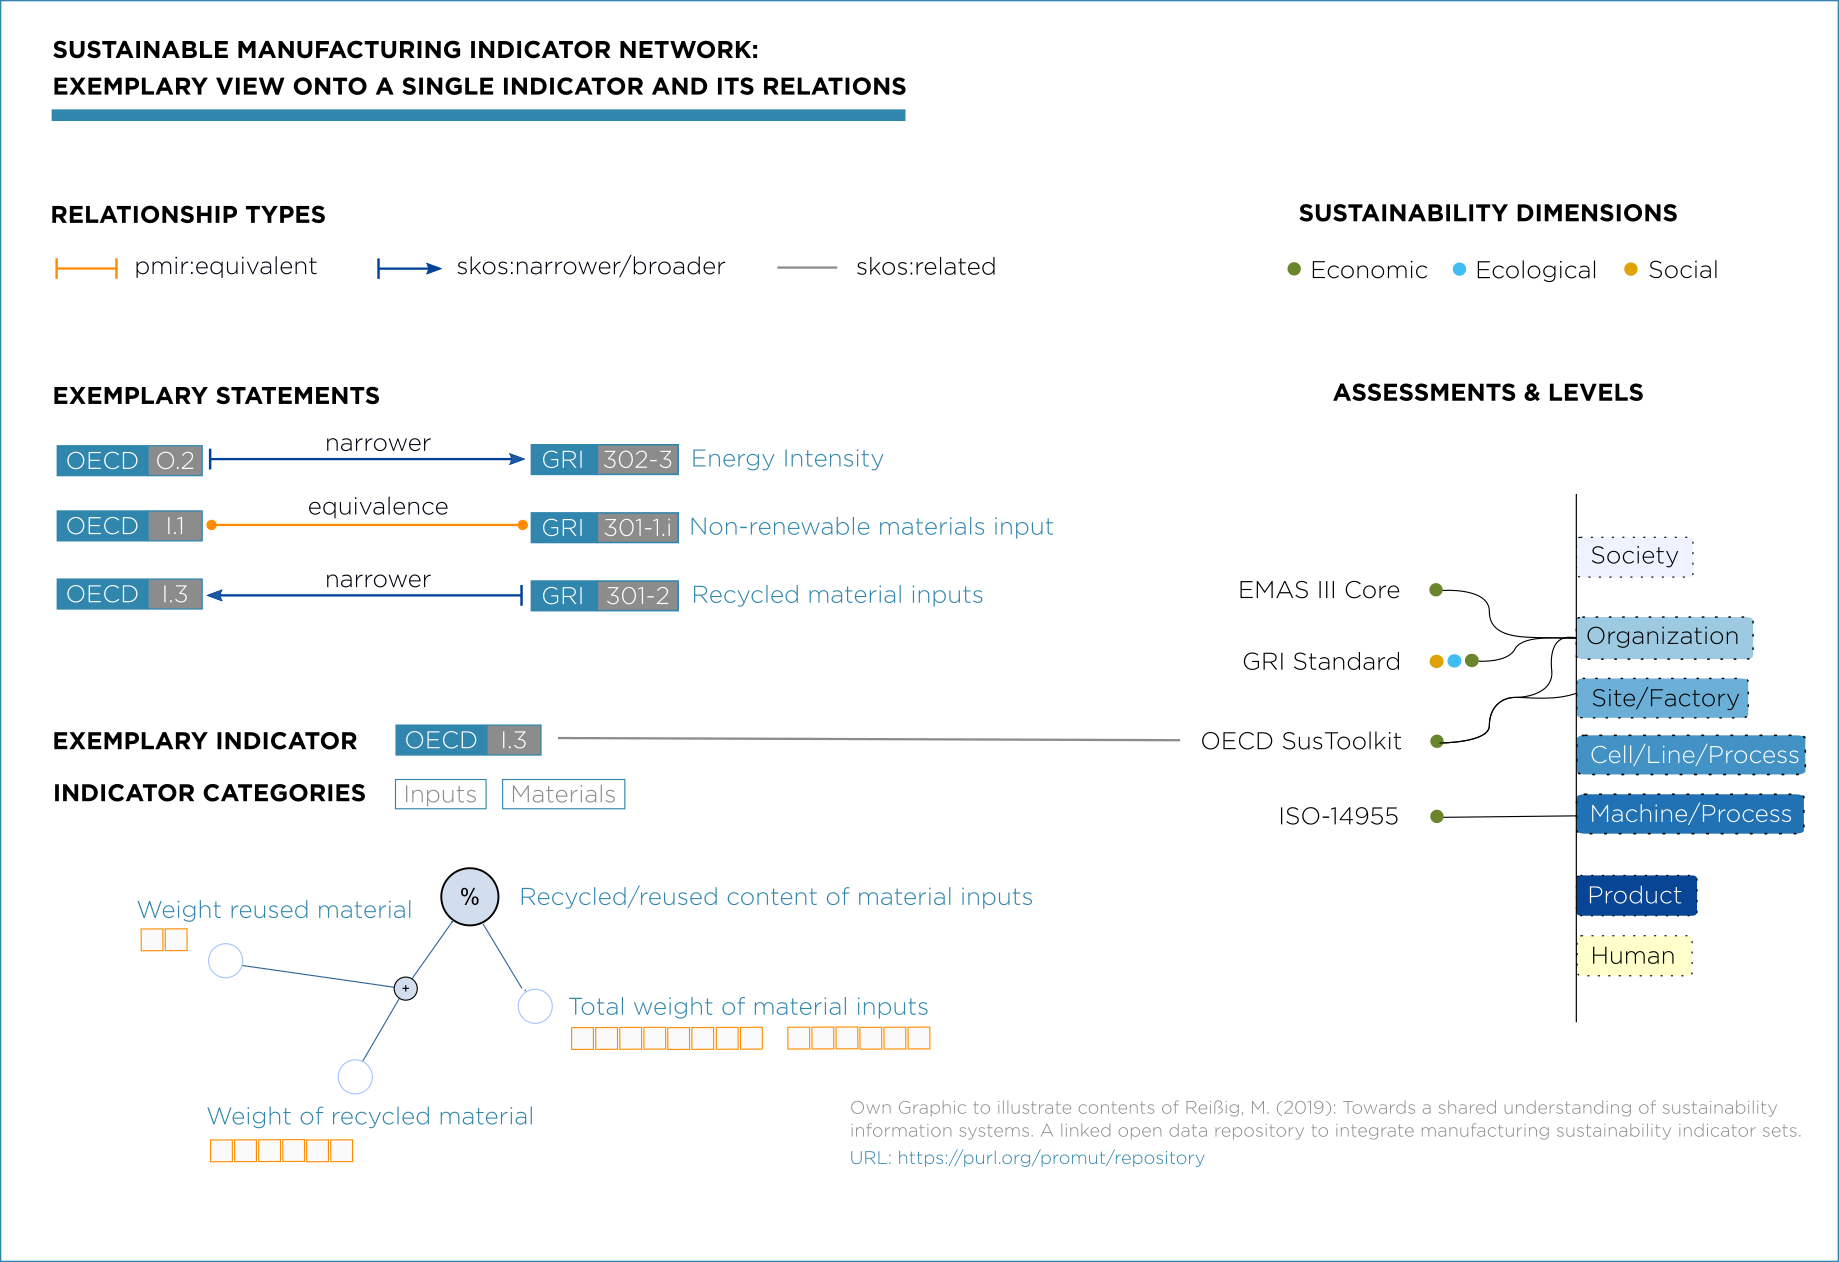 SUSTAINABLE MANUFACTURING INDICATOR NETWORK:
EXEMPLARY VIEW ONTO A SINGLE INDICATOR AND ITS RELATIONS
RELATIONSHIP TYPES
pmir:equivalent
skos:narrower/broader
skos:related
SUSTAINABILITY DIMENSIONS
Economic
Ecological
Social
EXEMPLARY STATEMENTS
OECD O.2
narrower
GRI 302-3
Energy Intensity
OECD I.1
equivalence
GRI 301-1.i
Non-renewable materials input
OECD I.3
narrower
GRI 301-2
Recycled material inputs
ASSESSMENTS & LEVELS
EMAS III Core
GRI Standard
OECD SusToolkit
ISO-14955
Society
Organization
Site/Factory
Cell/Line/Process
Machine/Process
Product
Human
EXEMPLARY INDICATOR
OECD I.3
INDICATOR CATEGORIES
Inputs
Materials
%
Recycled/reused content of material inputs
Weight reused material
+
Total weight of material inputs
Weight of recycled material
Own Graphic to illustrate contents of Reißig, M. (2019): Towards a shared understanding of sustainability
information systems. A linked open data repository to integrate manufacturing sustainability indicator sets.
URL: https://purl.org/promut/repository